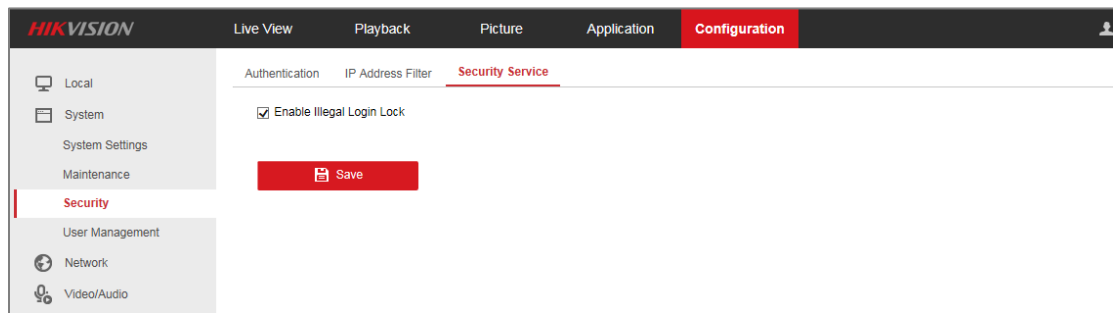 HIKVISION Live View Playback Picture Application Configuration
Authentication IP Address Filter Security Service
Local
Enable Illegal Login Lock
System
System Settings
Save
Maintenance
Security
User Management
Network
Video/Audio